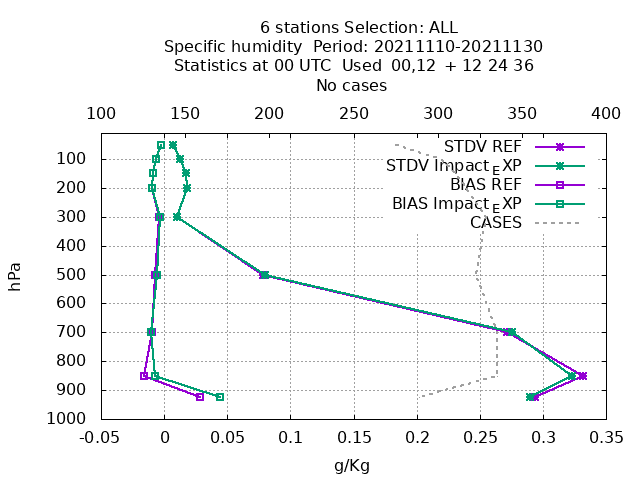 6 stations Selection: ALL
Specific humidity  Period: 20211110-20211130
Statistics at 00 UTC  Used  00,12  + 12 24 36
No cases
100 150 200 250 300 350 400
STDV REF
STDV Impact_EXP
BIAS REF
BIAS Impact_EXP
CASES
hPa
100
200
300
400
500
600
700
800
900
1000
-0.05 0 0.05 0.1 0.15 0.2 0.25 0.3 0.35
g/Kg